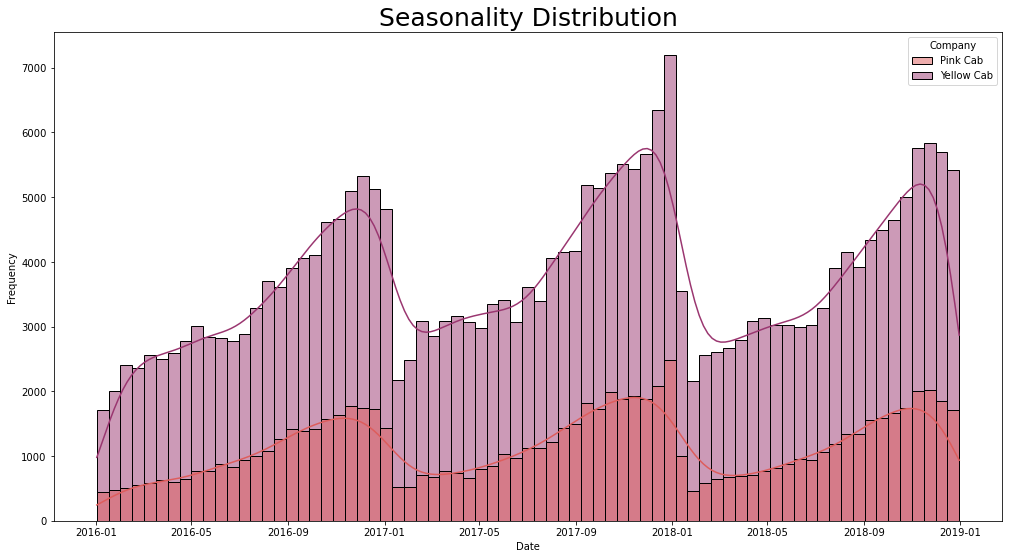 Seasonality Distribution
Company
Pink Cab
Yellow Cab
7000
6000
5000
4000
3000
2000
1000
0
Frequency
2016-01 2016-05 2016-09 2017-01 2017-05 2017-09 2018-01 2018-05 2018-09 2019-01
Date